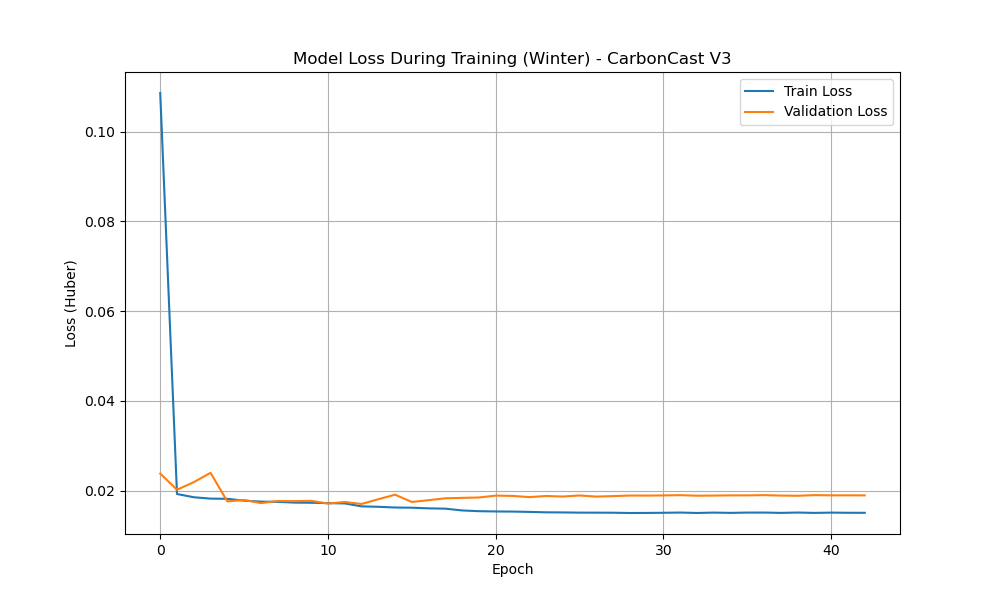 Model Loss During Training (Winter) - CarbonCast V3
Train Loss
Validation Loss
Loss (Huber)
0.10
0.08
0.06
0.04
0.02
0
10
20
30
40
Epoch